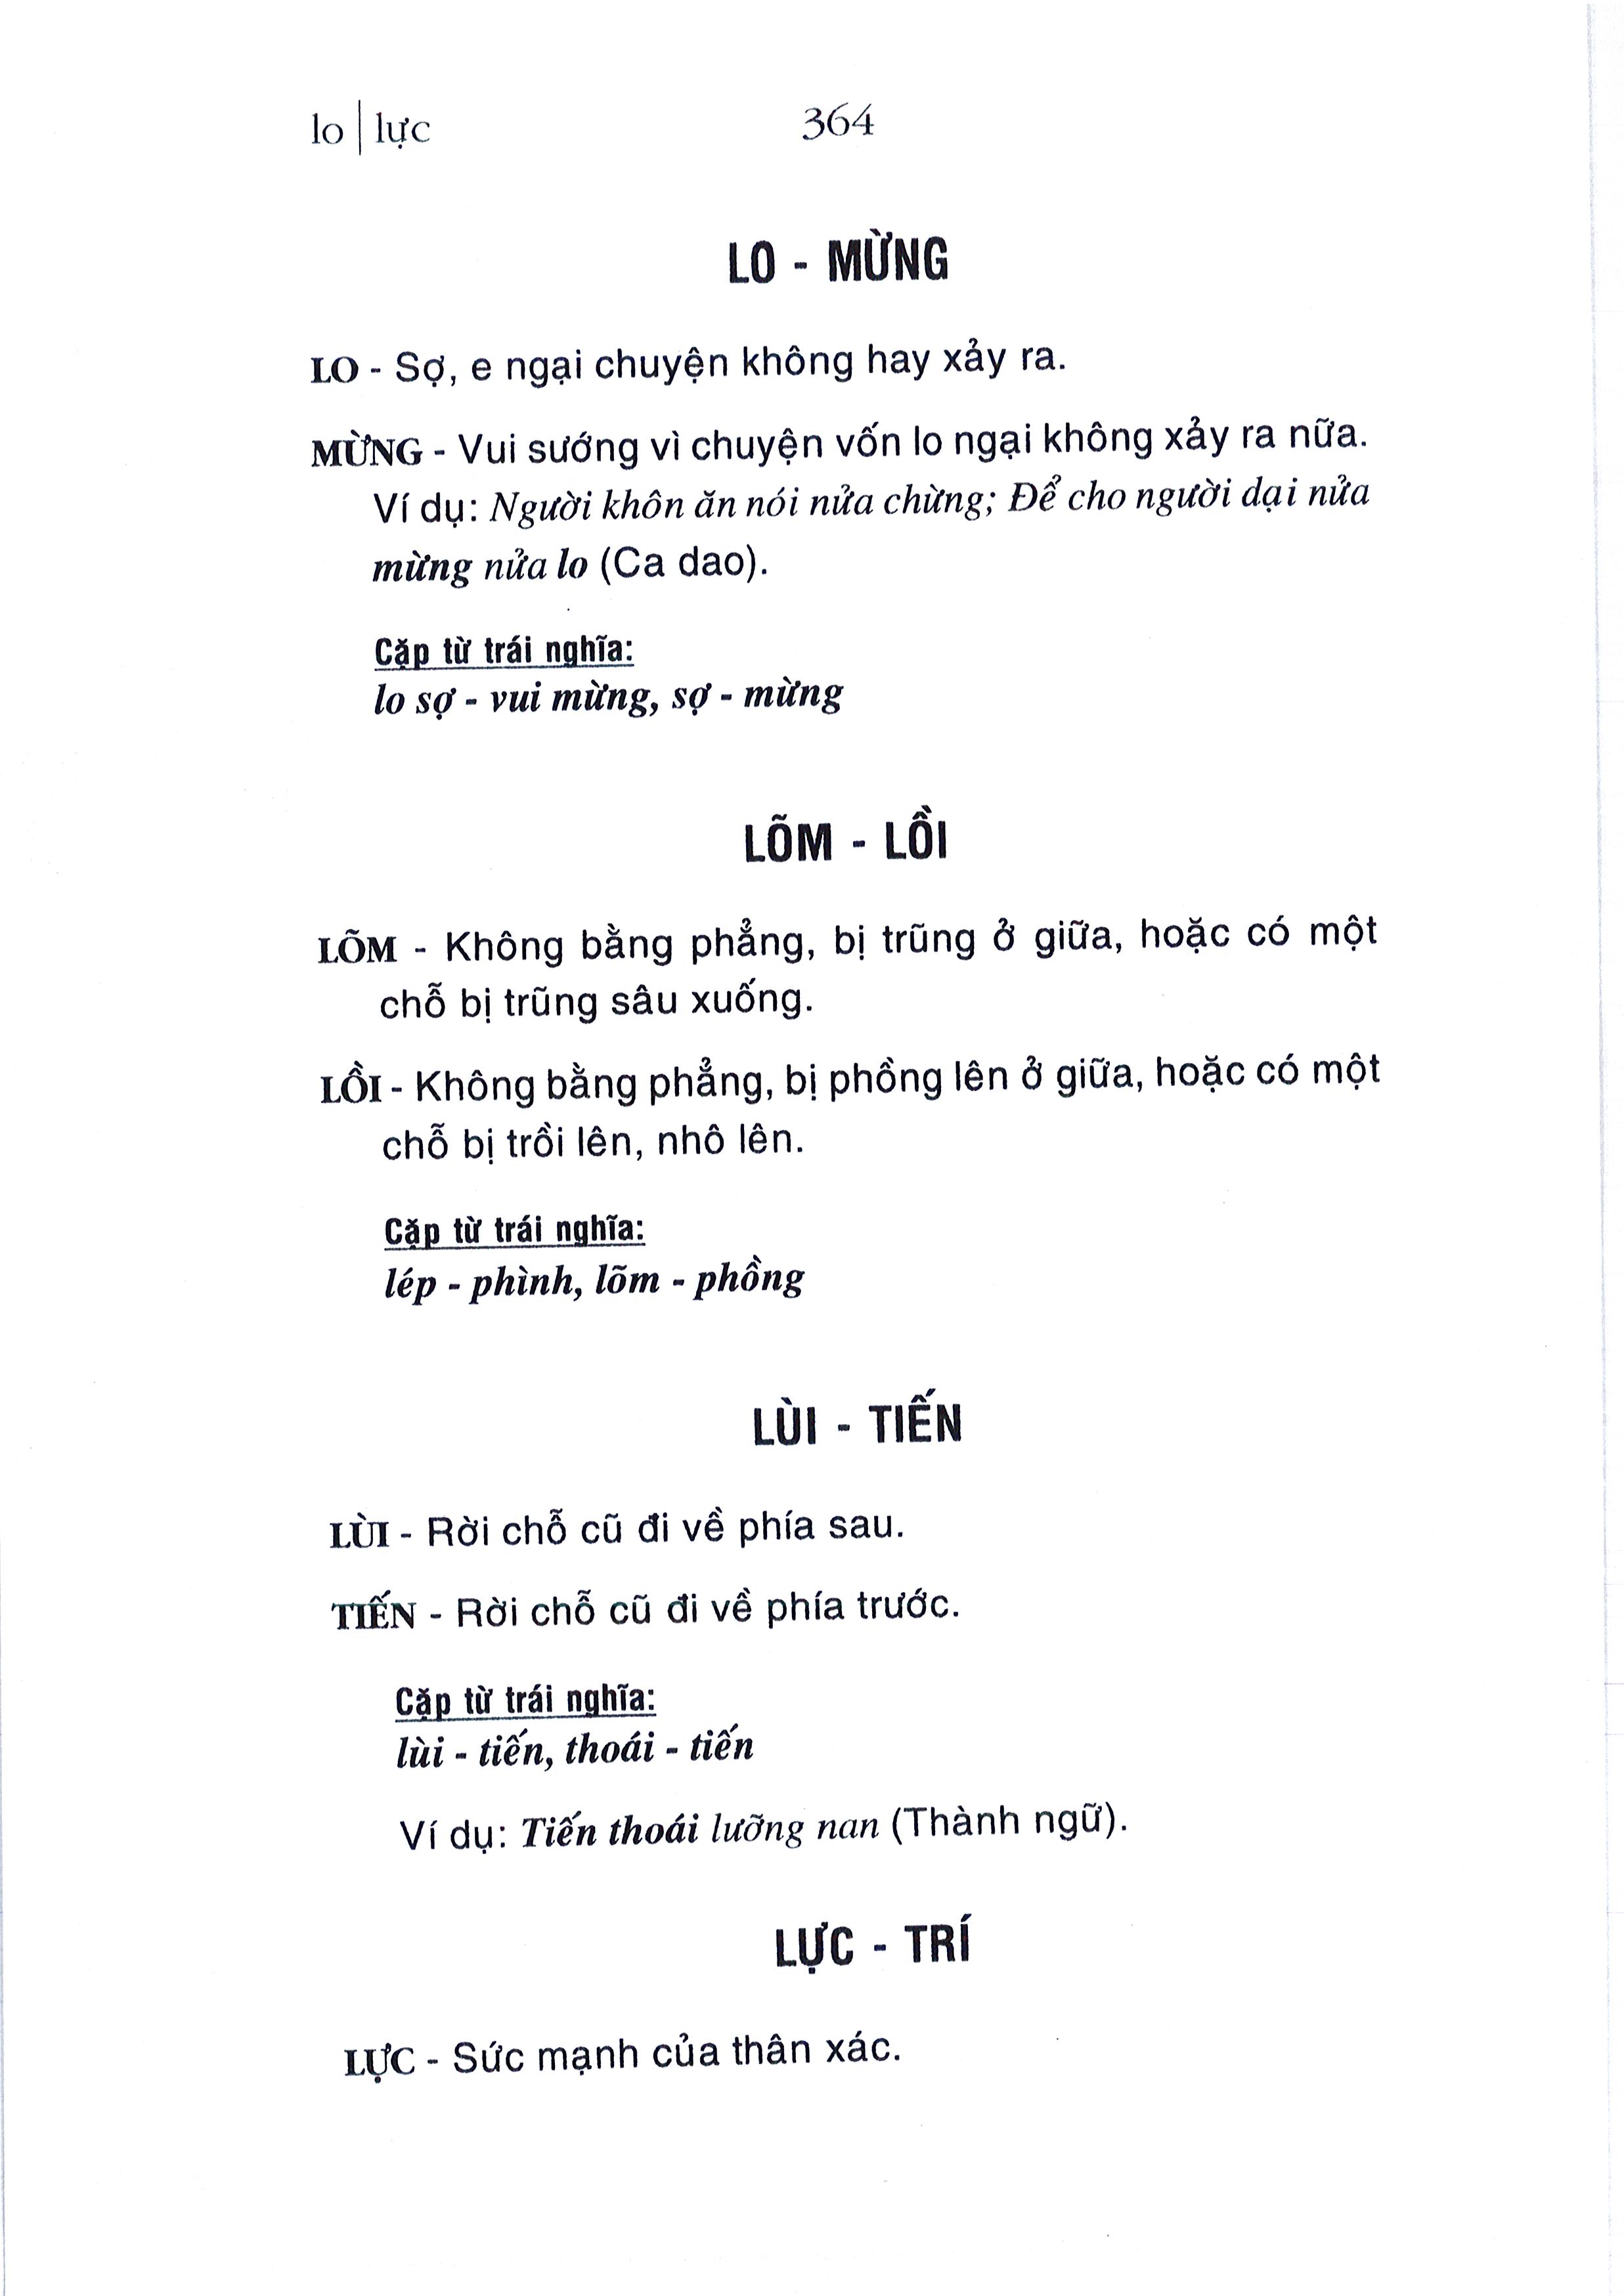 lo | lực 364
LO - MỪNG
LO - Sợ, e ngại chuyện không hay xảy ra.
MỪNG - Vui sướng vì chuyện vốn lo ngại không xảy ra nữa.
Ví dụ: Người khôn ăn nói nửa chừng; Để cho người dại nửa
mừng nửa lo (Ca dao).
Cặp từ trái nghĩa:
lo sợ - vui mừng, sợ - mừng
LÕM - LỒI
LÕM - Không bằng phẳng, bị trũng ở giữa, hoặc có một
chỗ bị trũng sâu xuống.
LỒI - Không bằng phẳng, bị phồng lên ở giữa, hoặc có một
chỗ bị trồi lên, nhô lên.
Cặp từ trái nghĩa:
lép - phình, lõm - phồng
LÙI - TIẾN
LÙI - Rời chỗ cũ đi về phía sau.
TIẾN - Rời chỗ cũ đi về phía trước.
Cặp từ trái nghĩa:
lùi - tiến, thoái - tiến
Ví dụ: Tiến thoái lưỡng nan (Thành ngữ).
LỰC - TRÍ
LỰC - Sức mạnh của thân xác.